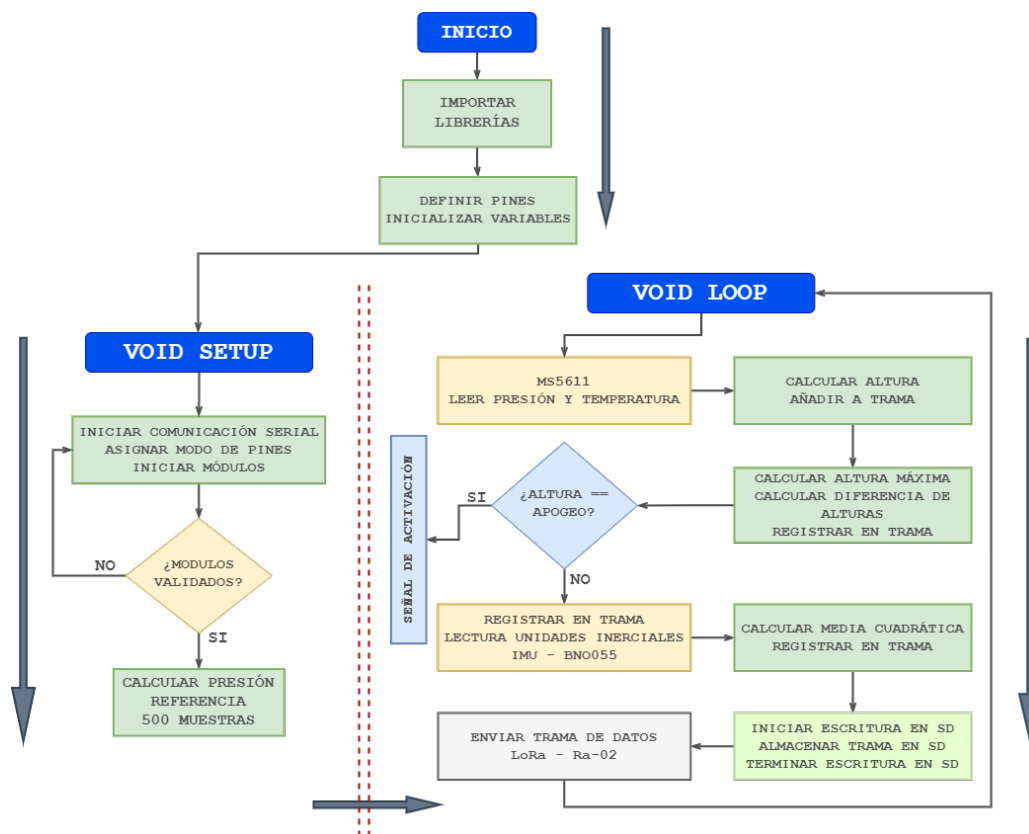 INICIO
IMPORTAR
LIBRERÍAS
DEFINIR PINES
INICIALIZAR VARIABLES
VOID SETUP
INICIAR COMUNICACIÓN SERIAL
ASIGNAR MODO DE PINES
INICIAR MÓDULOS
¿MODULOS
VALIDADOS?
NO
SI
CALCULAR PRESIÓN
REFERENCIA
500 MUESTRAS
VOID LOOP
MS5611
LEER PRESIÓN Y TEMPERATURA
CALCULAR ALTURA
AÑADIR A TRAMA
CALCULAR ALTURA MÁXIMA
CALCULAR DIFERENCIA DE
ALTURAS
REGISTRAR EN TRAMA
¿ALTURA ==
APOGEO?
SI
SEÑAL DE ACTIVACIÓN
NO
REGISTRAR EN TRAMA
LECTURA UNIDADES INERCIALES
IMU - BNO055
CALCULAR MEDIA CUADRÁTICA
REGISTRAR EN TRAMA
INICIAR ESCRITURA EN SD
ALMACENAR TRAMA EN SD
TERMINAR ESCRITURA EN SD
ENVIAR TRAMA DE DATOS
LoRa - Ra-02